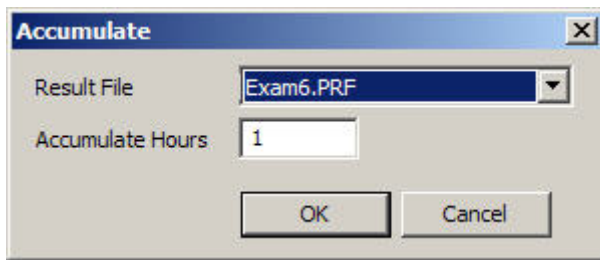 Accumulate
Result File Exam6.PRF
Accumulate Hours 1
OK Cancel